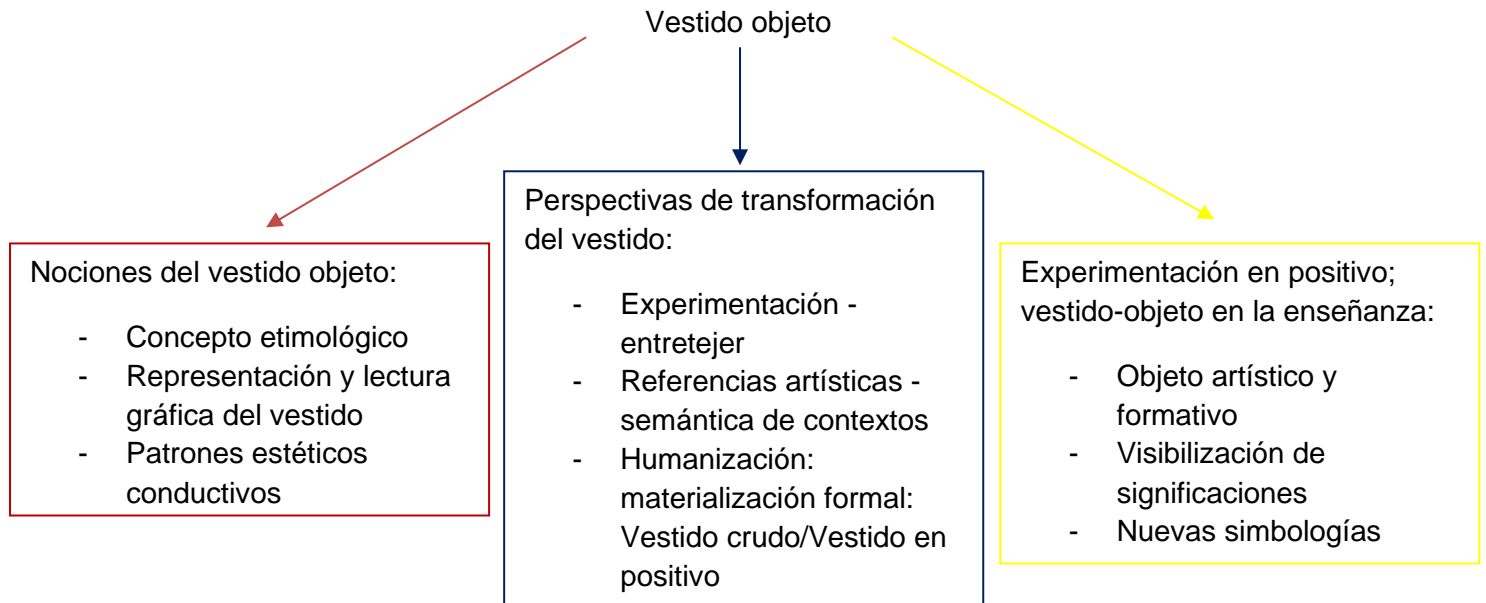 Vestido objeto
Nociones del vestido objeto:
- Concepto etimológico
- Representación y lectura
gráfica del vestido
- Patrones estéticos
conductivos
Perspectivas de transformación
del vestido:
- Experimentación -
entretejer
- Referencias artísticas -
semántica de contextos
- Humanización:
materialización formal:
Vestido crudo/Vestido en
positivo
Experimentación en positivo;
vestido-objeto en la enseñanza:
- Objeto artístico y
formativo
- Visibilización de
significaciones
- Nuevas simbologías